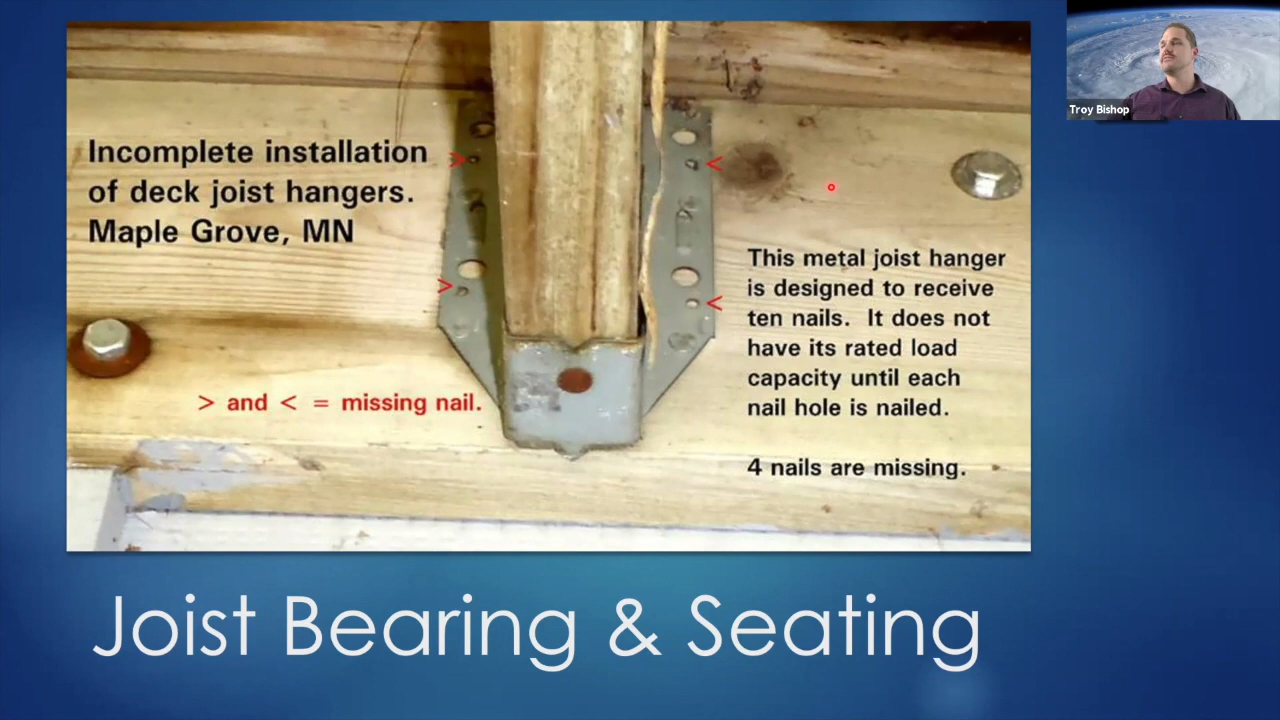 Troy Bishop
Incomplete installation
of deck joist hangers.
Maple Grove, MN
> <
> <
This metal joist hanger
is designed to receive
ten nails. It does not
have its rated load
capacity until each
nail hole is nailed.
> and < = missing nail.
4 nails are missing.
Joist Bearing & Seating